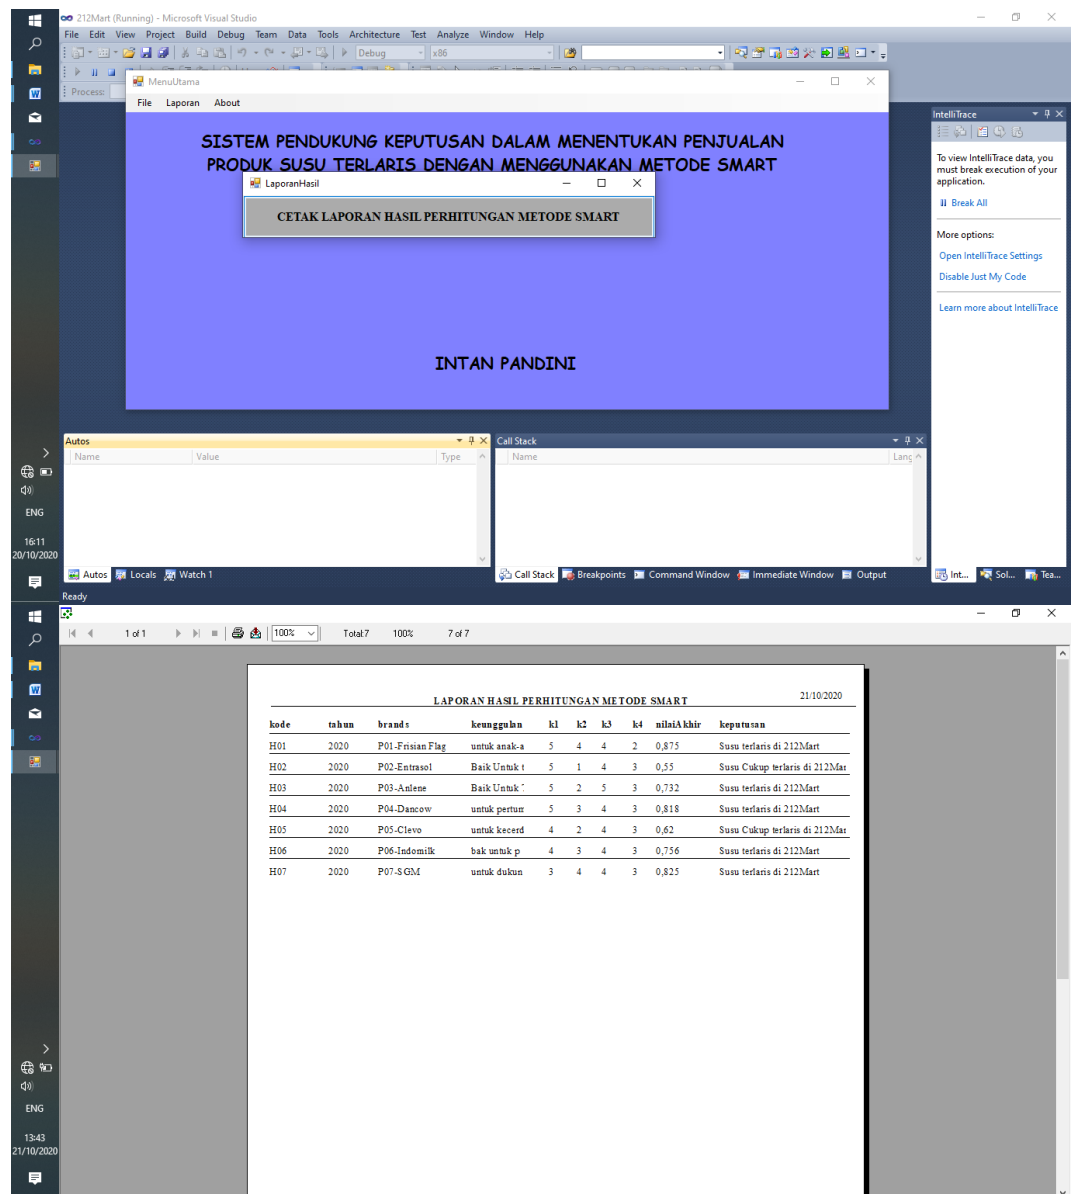 212Mart (Running) - Microsoft Visual Studio
File Edit View Project Build Debug Team Data Tools Architecture Test Analyze Window Help
Debug x86
Process:
MenuUtama
File Laporan About
SISTEM PENDUKUNG KEPUTUSAN DALAM MENENTUKAN PENJUALAN
PRODUK SUSU TERLARIS DENGAN MENGGUNAKAN METODE SMART
LaporanHasil
CETAK LAPORAN HASIL PERHITUNGAN METODE SMART
INTAN PANDINI
IntelliTrace
To view IntelliTrace data, you
must break execution of your
application.
Break All
More options:
Open IntelliTrace Settings
Disable Just My Code
Learn more about IntelliTrace
Autos
Name Value Type
Call Stack
Name Lang
Autos Locals Watch 1
Call Stack Breakpoints Command Window Immediate Window Output
Int... Sol... Tea...
Ready
ENG
16:11
20/10/2020
1 of 1 100% Total:7 100% 7 of 7
21/10/2020
LAPORAN HASIL PERHITUNGAN METODE SMART
kode tahun brands keunggulan k1 k2 k3 k4 nilaiAkhir keputusan
H01 2020 P01-Frisian Flag untuk anak-a 5 4 4 2 0,875 Susu terlaris di 212Mart
H02 2020 P02-Entrasol Baik Untuk t 5 1 4 3 0,55 Susu Cukup terlaris di 212Mar
H03 2020 P03-Anlene Baik Untuk 5 2 5 3 0,732 Susu terlaris di 212Mart
H04 2020 P04-Dancow untuk pertum 5 3 4 3 0,818 Susu terlaris di 212Mart
H05 2020 P05-Clevo untuk kecerd 4 2 4 3 0,62 Susu Cukup terlaris di 212Mar
H06 2020 P06-Indomilk bak untuk p 4 3 4 3 0,756 Susu terlaris di 212Mart
H07 2020 P07-SGM untuk dukun 3 4 4 3 0,825 Susu terlaris di 212Mart
ENG
13:43
21/10/2020